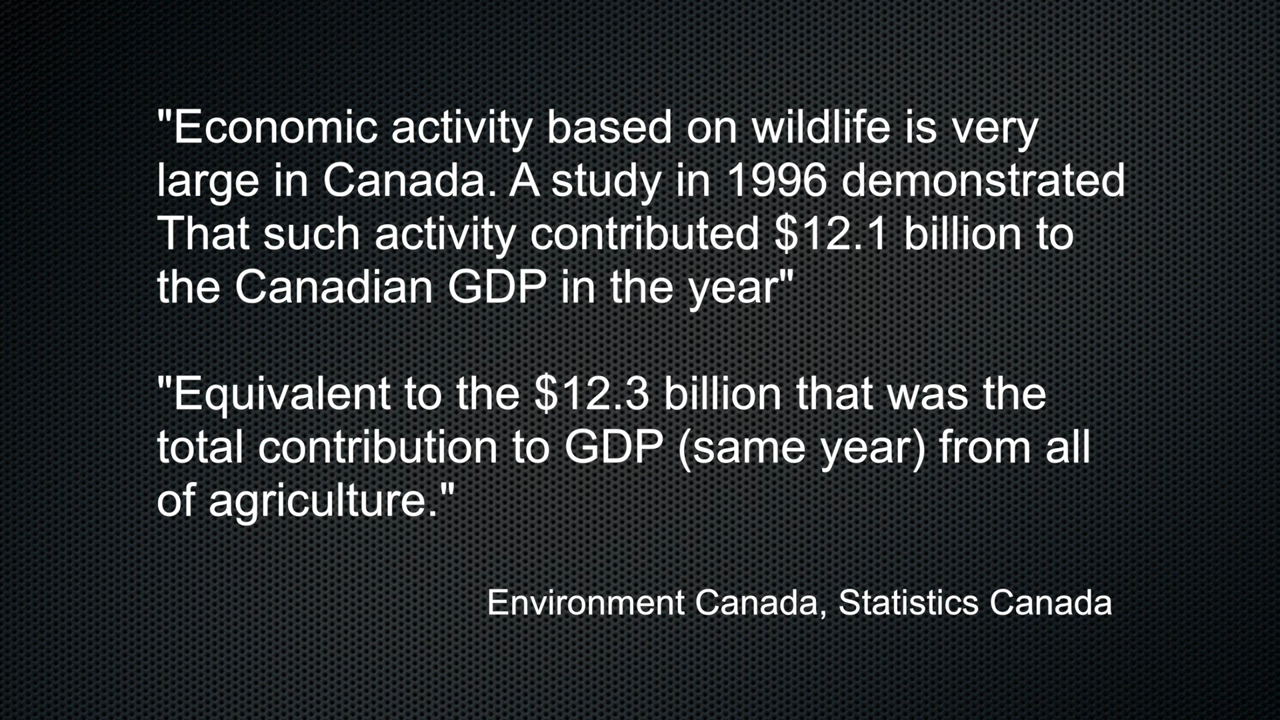 "Economic activity based on wildlife is very
large in Canada. A study in 1996 demonstrated
That such activity contributed $12.1 billion to
the Canadian GDP in the year"
"Equivalent to the $12.3 billion that was the
total contribution to GDP (same year) from all
of agriculture."
Environment Canada, Statistics Canada